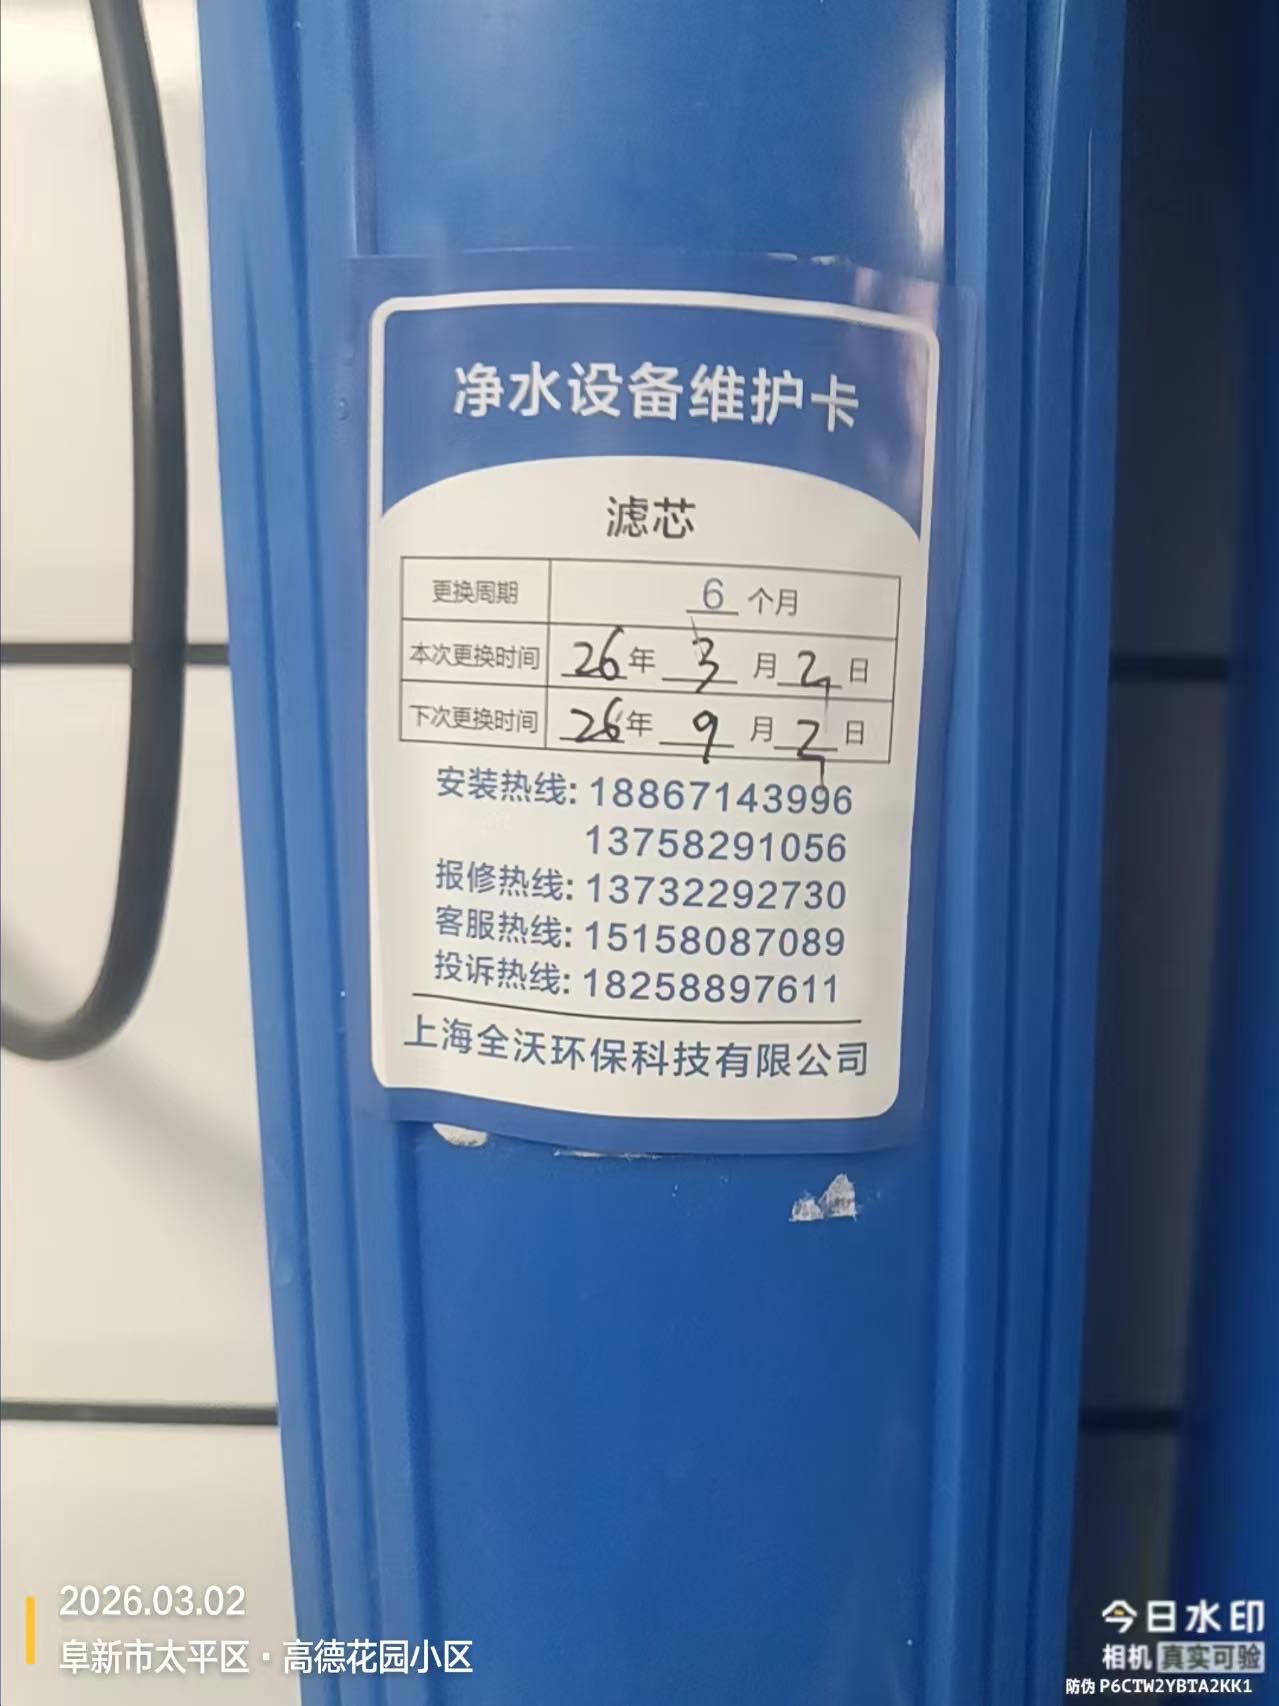 净水设备维护卡
滤芯
更换周期 6 个月
本次更换时间 26年 3 月 2 日
下次更换时间 26年 9 月 2 日
安装热线: 18867143996
13758291056
报修热线: 13732292730
客服热线: 15158087089
投诉热线: 18258897611
上海全沃环保科技有限公司
2026.03.02
阜新市太平区·高德花园小区
今日水印
相机 真实可验
防伪 P6CTW2YBTA2KK1